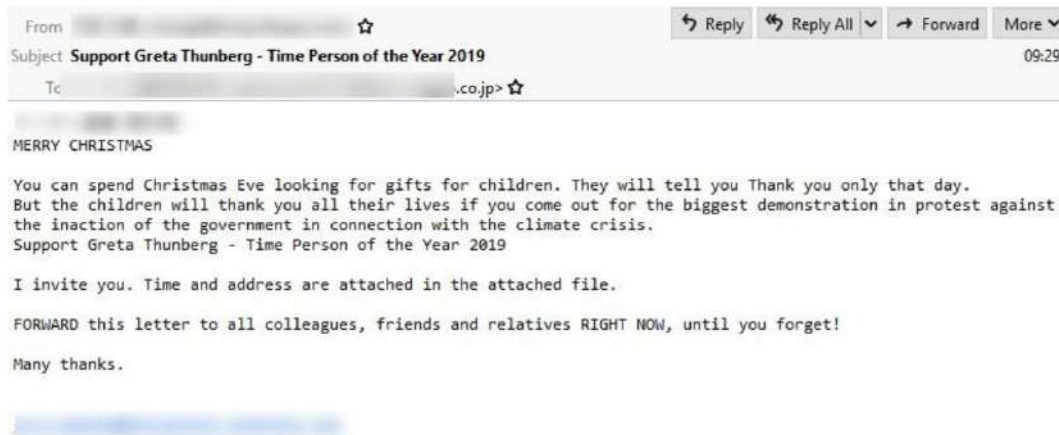 From
Reply Reply All Forward More
Subject Support Greta Thunberg - Time Person of the Year 2019 09:29
To .co.jp>
MERRY CHRISTMAS
You can spend Christmas Eve looking for gifts for children. They will tell you Thank you only that day.
But the children will thank you all their lives if you come out for the biggest demonstration in protest against
the inaction of the government in connection with the climate crisis.
Support Greta Thunberg - Time Person of the Year 2019
I invite you. Time and address are attached in the attached file.
FORWARD this letter to all colleagues, friends and relatives RIGHT NOW, until you forget!
Many thanks.